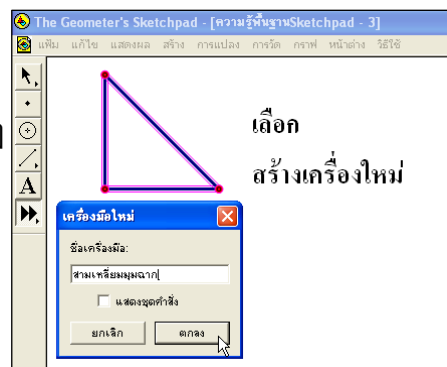 The Geometer's Sketchpad - [ความรู้พื้นฐานSketchpad - 3]
แฟ้ม แก้ไข แสดงผล สร้าง การแปลง การวัด กราฟ หน้าต่าง วิธีใช้
A
เลือก
สร้างเครื่องใหม่
เครื่องมือใหม่
ชื่อเครื่องมือ:
สามเหลี่ยมมุมฉาก
แสดงชุดคำสั่ง
ยกเลิก ตกลง